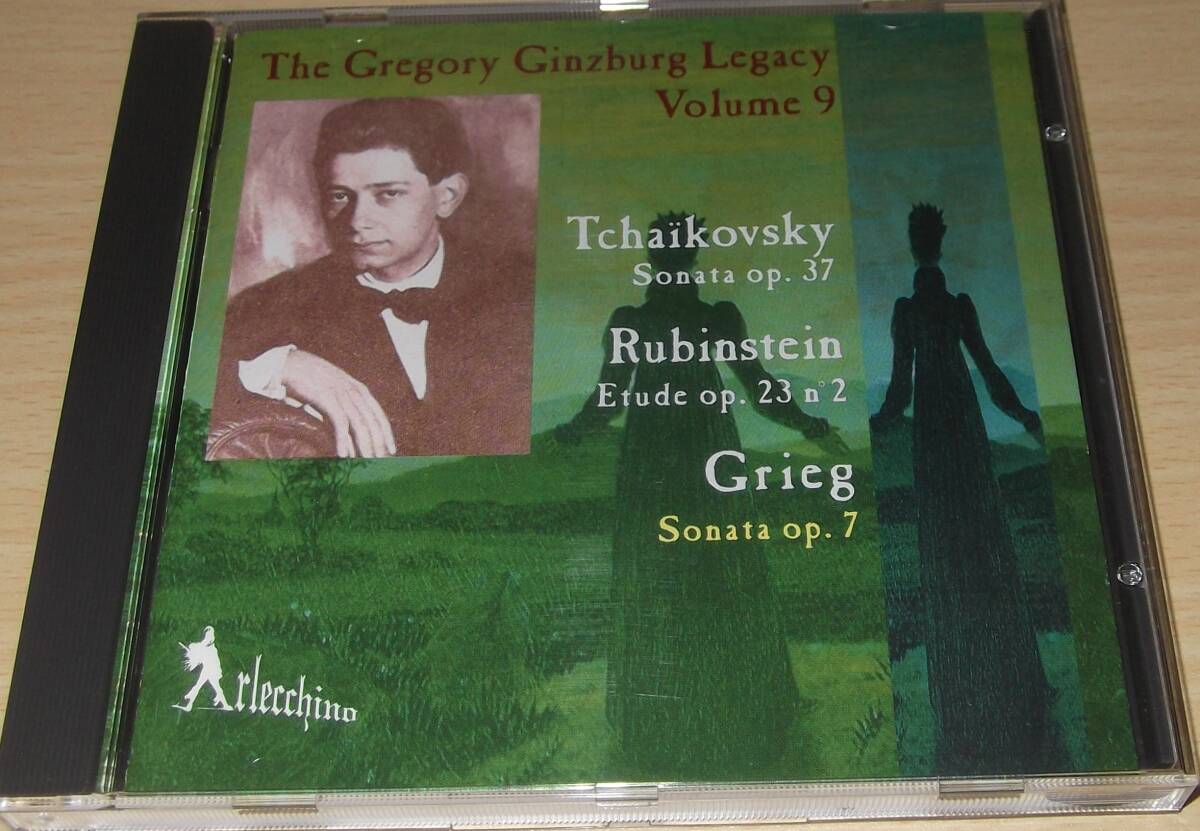 The Gregory Ginzburg Legacy
Volume 9
Tchaïkovsky
Sonata op. 37
Rubinstein
Etude op. 23 n°2
Grieg
Sonata op. 7
Arlecchino